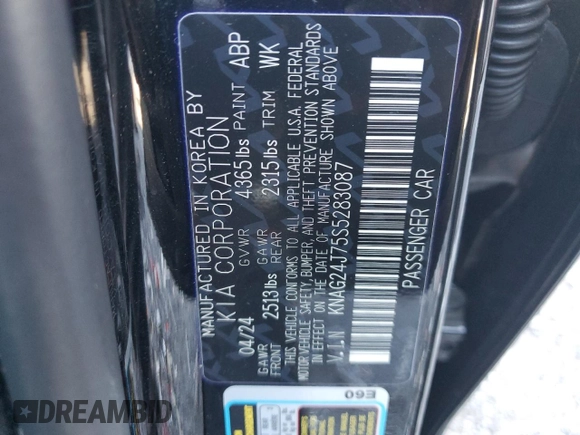 MANUFACTURED IN KOREA BY
KIA CORPORATION
04/24 GVWR 4365lbs PAINT ABP
GAWR FRONT 2513lbs GAWR REAR 2315lbs TRIM WK
THIS VEHICLE CONFORMS TO ALL APPLICABLE U.S.A. FEDERAL
MOTOR VEHICLE SAFETY,BUMPER, AND THEFT PREVENTION STANDARDS
IN EFFECT ON THE DATE OF MANUFACTURE SHOWN ABOVE
V.I.N KNAG24J75S5283087
PASSENGER CAR
E60
DREAMBID